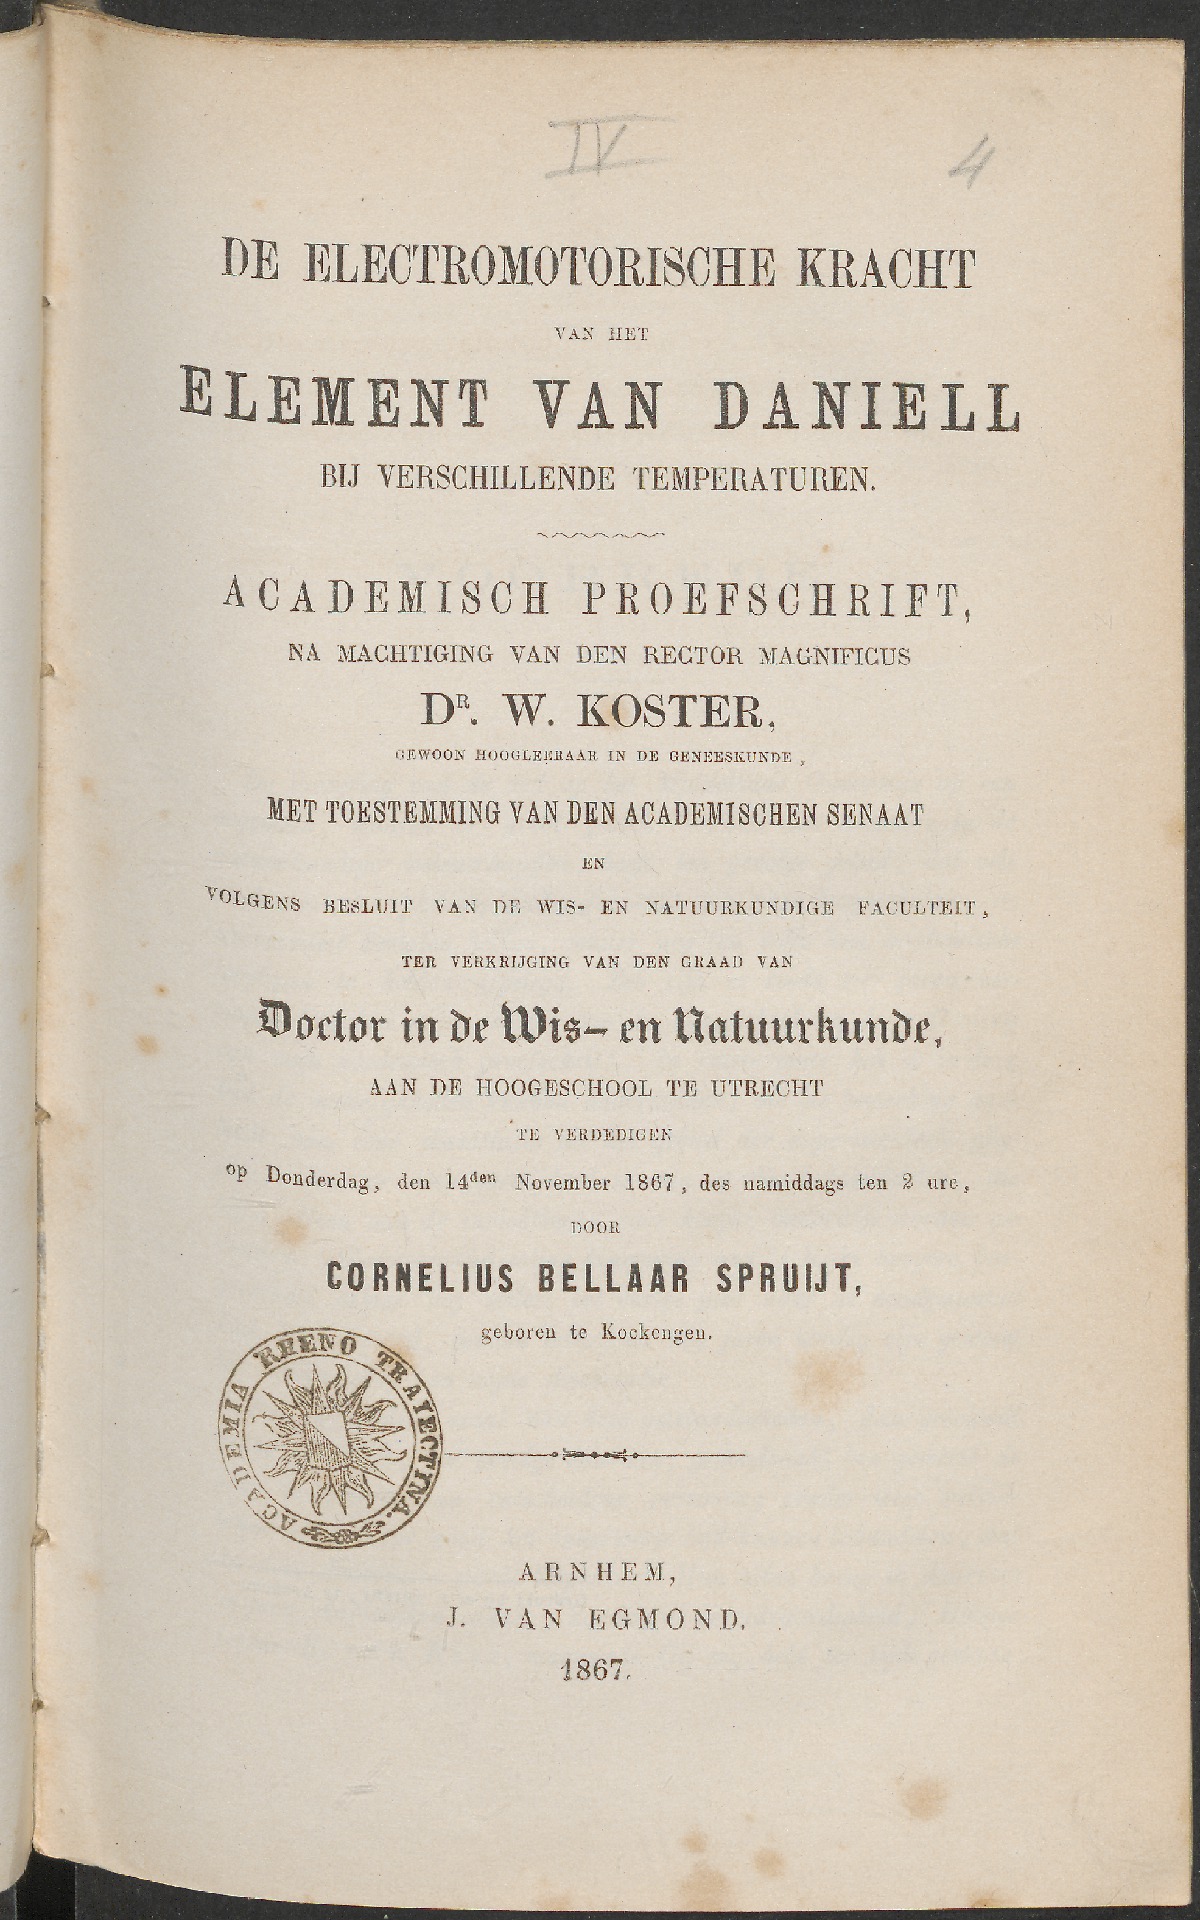 IV
4
DE ELECTROMOTORISCHE KRACHT
VAN HET
ELEMENT VAN DANIELL
BIJ VERSCHILLENDE TEMPERATUREN.
ACADEMISCH PROEFSCHRIFT,
NA MACHTIGING VAN DEN RECTOR MAGNIFICUS
DR. W. KOSTER,
GEWOON HOOGLEERAAR IN DE GENEESKUNDE,
MET TOESTEMMING VAN DEN ACADEMISCHEN SENAAT
EN
VOLGENS BESLUIT VAN DE WIS- EN NATUURKUNDIGE FACULTEIT,
TER VERKRIJGING VAN DEN GRAAD VAN
Doctor in de Wis- en Natuurkunde,
AAN DE HOOGESCHOOL TE UTRECHT
TE VERDEDIGEN
op Donderdag, den 14den November 1867, des namiddags ten 2 ure,
DOOR
CORNELIUS BELLAAR SPRUIJT,
geboren te Kockengen.
ACADEMIA RHENO TRAIECTINA.
ARNHEM,
J. VAN EGMOND.
1867.